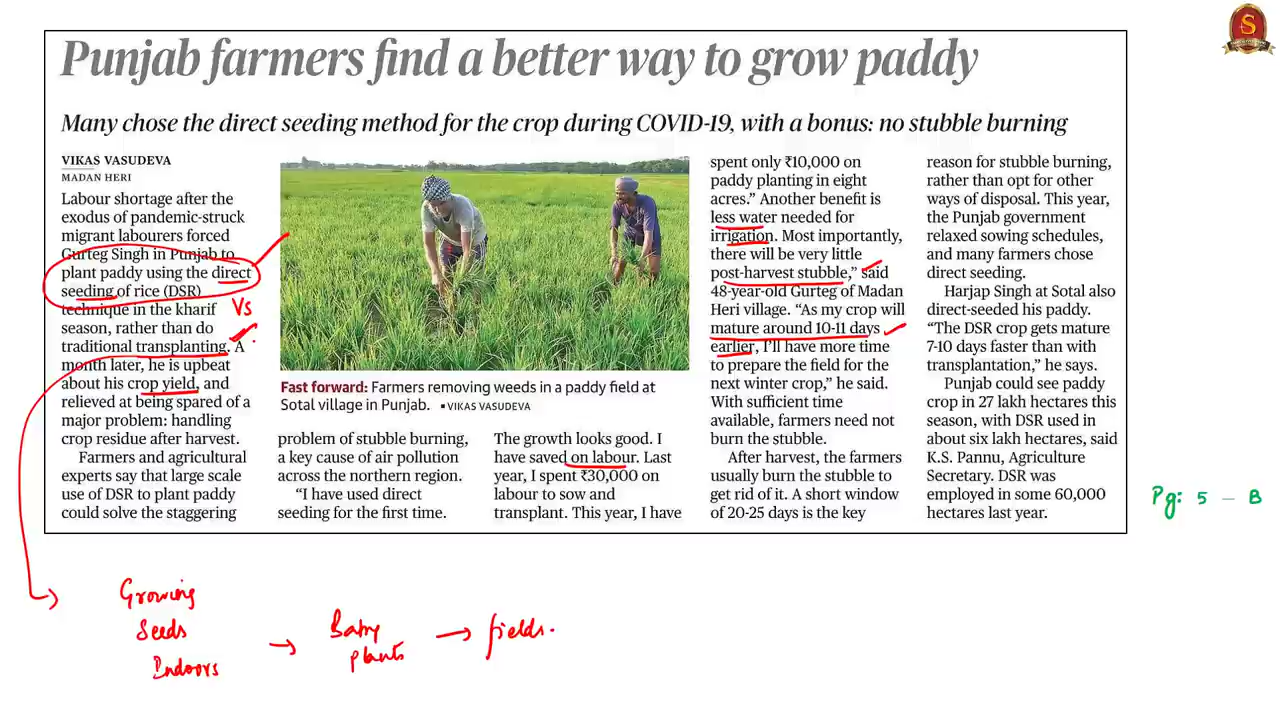 Punjab farmers find a better way to grow paddy
Many chose the direct seeding method for the crop during COVID-19, with a bonus: no stubble burning
VIKAS VASUDEVA
MADAN HERI
Labour shortage after the
exodus of pandemic-struck
migrant labourers forced
Gurteg Singh in Punjab to
plant paddy using the direct
seeding of rice (DSR)
technique in the kharif
season, rather than do
traditional transplanting. A
month later, he is upbeat
about his crop yield, and
relieved at being spared of a
major problem: handling
crop residue after harvest.
Farmers and agricultural
experts say that large scale
use of DSR to plant paddy
could solve the staggering
Vs
Fast forward: Farmers removing weeds in a paddy field at
Sotal village in Punjab. ▪ VIKAS VASUDEVA
problem of stubble burning,
a key cause of air pollution
across the northern region.
“I have used direct
seeding for the first time.
The growth looks good. I
have saved on labour. Last
year, I spent ₹30,000 on
labour to sow and
transplant. This year, I have
spent only ₹10,000 on
paddy planting in eight
acres.” Another benefit is
less water needed for
irrigation. Most importantly,
there will be very little
post-harvest stubble,” said
48-year-old Gurteg of Madan
Heri village. “As my crop will
mature around 10-11 days
earlier, I’ll have more time
to prepare the field for the
next winter crop,” he said.
With sufficient time
available, farmers need not
burn the stubble.
After harvest, the farmers
usually burn the stubble to
get rid of it. A short window
of 20-25 days is the key
reason for stubble burning,
rather than opt for other
ways of disposal. This year,
the Punjab government
relaxed sowing schedules,
and many farmers chose
direct seeding.
Harjap Singh at Sotal also
direct-seeded his paddy.
“The DSR crop gets mature
7-10 days faster than with
transplantation,” he says.
Punjab could see paddy
crop in 27 lakh hectares this
season, with DSR used in
about six lakh hectares, said
K.S. Pannu, Agriculture
Secretary. DSR was
employed in some 60,000
hectares last year.
Pg: 5 - B
Growing
Seeds
Indoors
→ Baby
plants
→ fields.
S